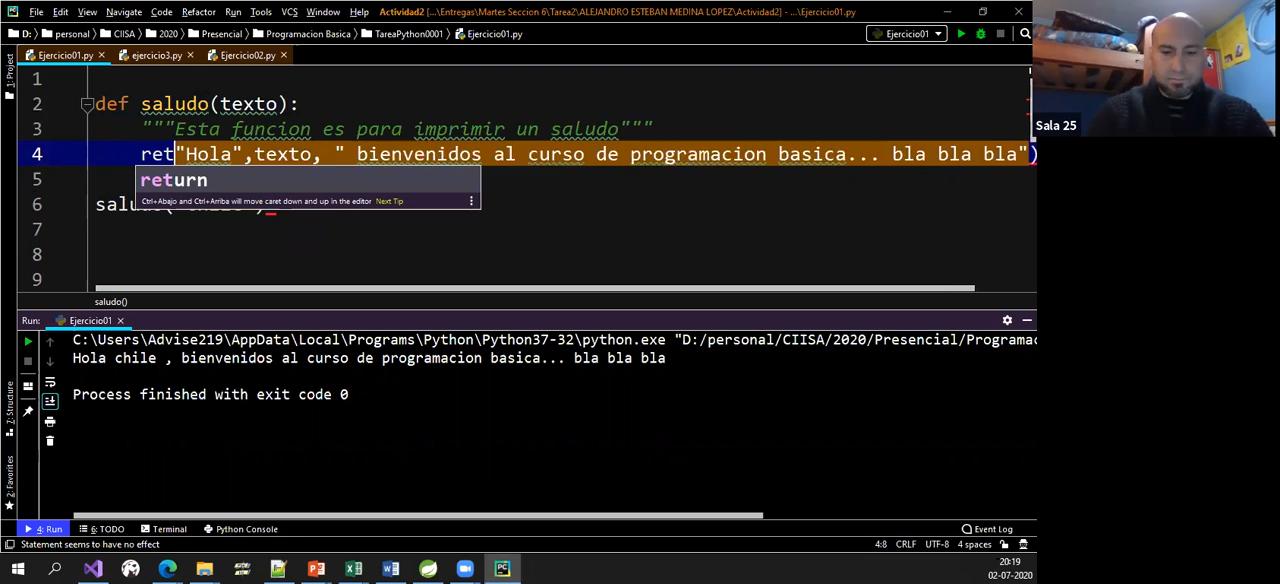 File Edit View Navigate Code Refactor Run Tools VCS Window Help Actividad2 [...\Entregas\Martes Seccion 6\Tarea2\ALEJANDRO ESTEBAN MEDINA LOPEZ\Actividad2] - ...\Ejercicio01.py
D: personal CIISA 2020 Presencial Programacion Basica TareaPython0001 Ejercicio01.py Ejercicio01
Ejercicio01.py ejercicio3.py Ejercicio02.py
1: Project
1
2 def saludo(texto):
3 """Esta funcion es para imprimir un saludo"""
4 ret"Hola",texto, " bienvenidos al curso de programacion basica... bla bla bla")
return
5
Ctrl+Abajo and Ctrl+Arriba will move caret down and up in the editor Next Tip
6
7
8
9
saludo()
Sala 25
Run: Ejercicio01
C:\Users\Advise219\AppData\Local\Programs\Python\Python37-32\python.exe "D:/personal/CIISA/2020/Presencial/Programac
Hola chile , bienvenidos al curso de programacion basica... bla bla bla
Process finished with exit code 0
7: Structure
2: Favorites
4: Run 6: TODO Terminal Python Console Event Log
Statement seems to have no effect 4:8 CRLF UTF-8 4 spaces
20:19
02-07-2020